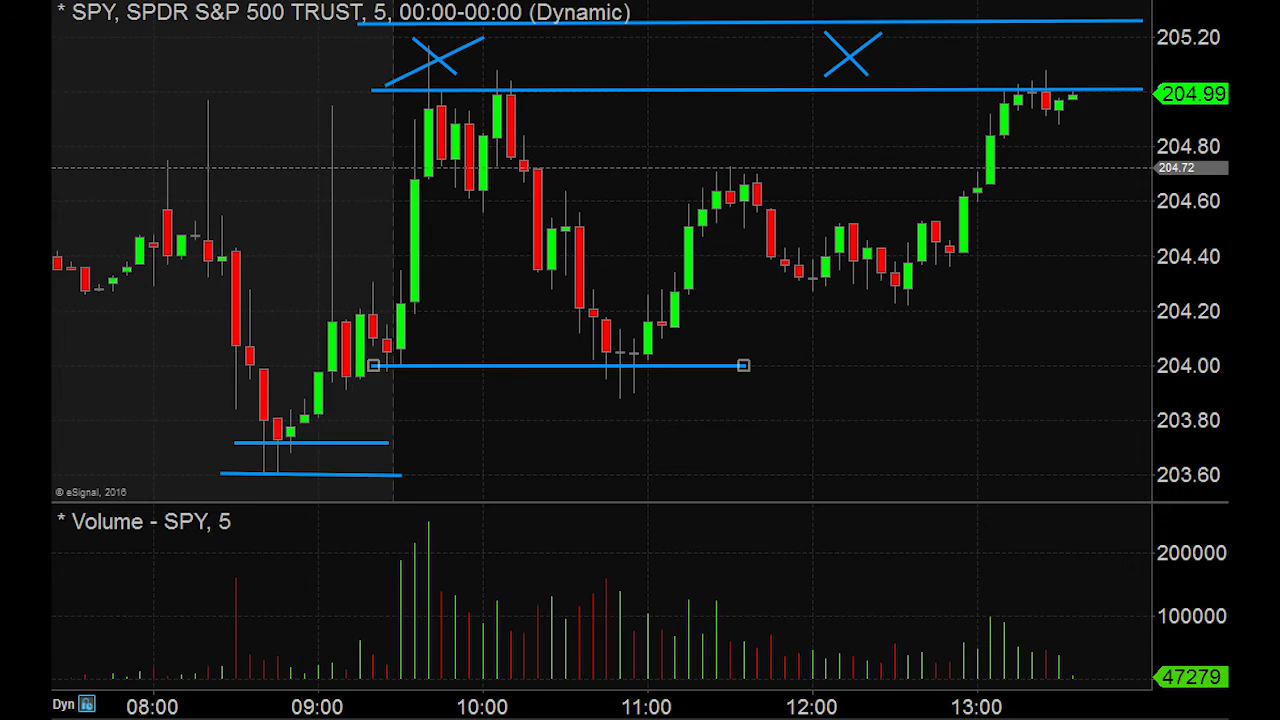 * SPY, SPDR S&P 500 TRUST, 5, 00:00-00:00 (Dynamic)
205.20
204.99
204.80
204.72
204.60
204.40
204.20
204.00
203.80
203.60
© eSignal, 2016
* Volume - SPY, 5
200000
100000
47279
Dyn
08:00 09:00 10:00 11:00 12:00 13:00